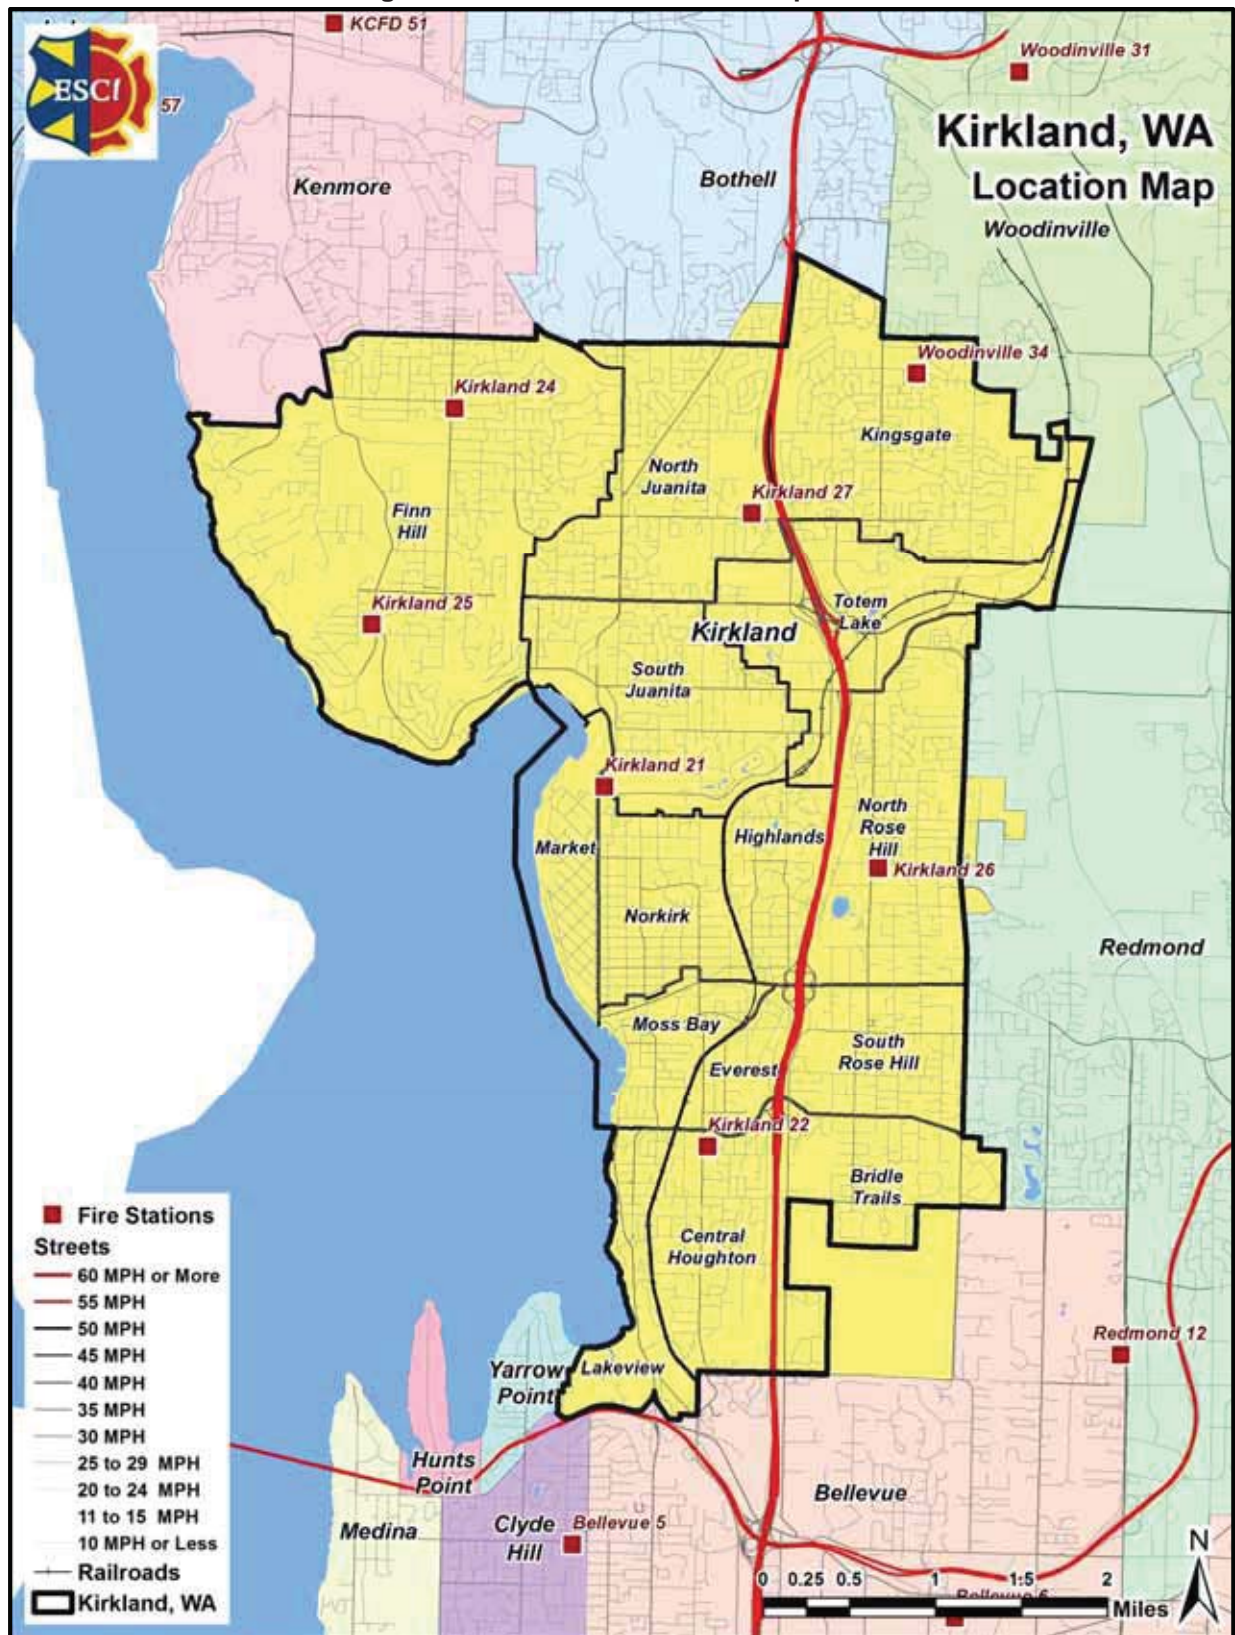 KCFD 51
Woodinville 31
ESCI
57
Kirkland, WA
Location Map
Kenmore
Bothell
Woodinville
Woodinville 34
Kirkland 24
Kingsgate
North
Juanita
Kirkland 27
Finn
Hill
Kirkland 25
Totem
Lake
Kirkland
South
Juanita
Kirkland 21
North
Rose
Hill
Highlands
Market
Kirkland 26
Norkirk
Redmond
Moss Bay
South
Rose Hill
Everest
Kirkland 22
Bridle
Trails
Central
Houghton
Fire Stations
Streets
60 MPH or More
55 MPH
50 MPH
45 MPH
40 MPH
35 MPH
30 MPH
25 to 29 MPH
20 to 24 MPH
11 to 15 MPH
10 MPH or Less
Railroads
Kirkland, WA
Redmond 12
Yarrow
Point
Lakeview
Hunts
Point
Bellevue
Medina
Clyde
Hill
Bellevue 5
N
0 0.25 0.5 1 1.5 2
Miles
Bellevue 6